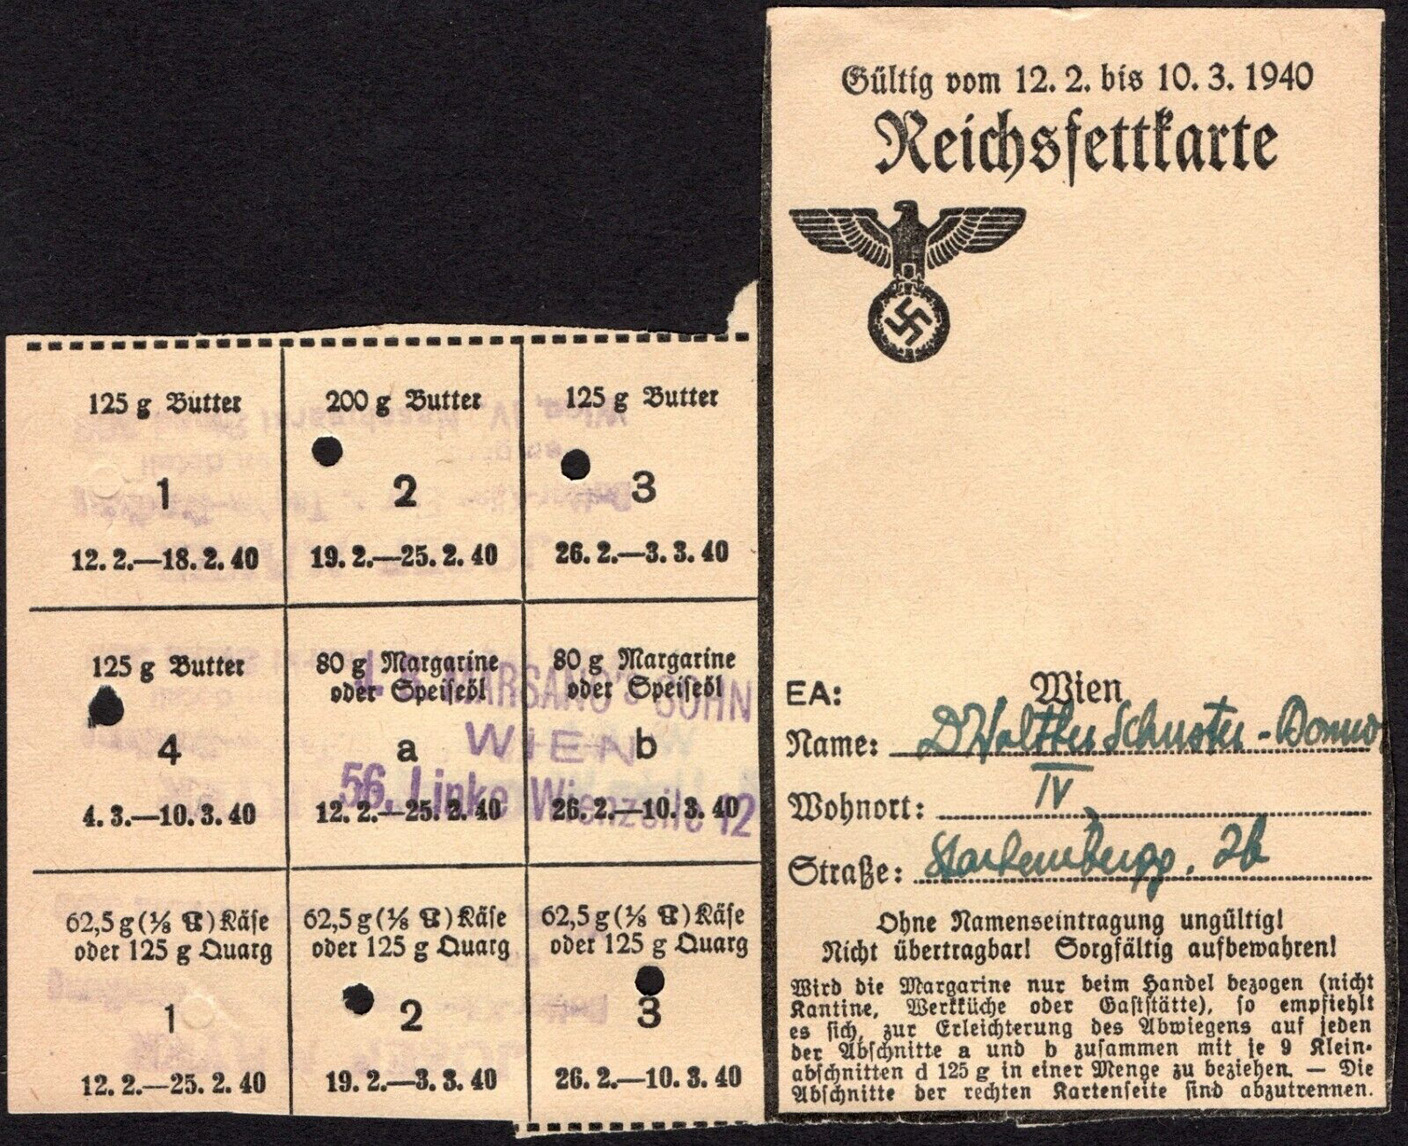 Gültig vom 12. 2. bis 10. 3. 1940
Reichsfettkarte
EA: Wien
Name: D Walther Schuster-
Wohnort: IV
Straße: Starhembergg. 26
Ohne Namenseintragung ungültig!
Nicht übertragbar! Sorgfältig aufbewahren!
Wird die Margarine nur beim Handel bezogen (nicht
Kantine, Werkküche oder Gaststätte), so empfiehlt
es sich, zur Erleichterung des Abwiegens auf jeden
der Abschnitte a und b zusammen mit je 9 Klein-
abschnitten d 125 g in einer Menge zu beziehen. — Die
Abschnitte der rechten Kartenseite sind abzutrennen.
125 g Butter
1
12. 2.—18. 2. 40
200 g Butter
2
19. 2.—25. 2. 40
125 g Butter
3
26. 2.—3. 3. 40
125 g Butter
4
4. 3.—10. 3. 40
80 g Margarine
oder Speiseöl
a
12. 2.—25. 2. 40
80 g Margarine
oder Speiseöl
b
26. 2.—10. 3. 40
MARSANO'S SOHN
WIEN
56, Linke Wienzeile 12
62,5 g (⅛ ℔) Käse
oder 125 g Quarg
1
12. 2.—25. 2. 40
62,5 g (⅛ ℔) Käse
oder 125 g Quarg
2
19. 2.—3. 3. 40
62,5 g (⅛ ℔) Käse
oder 125 g Quarg
3
26. 2.—10. 3. 40